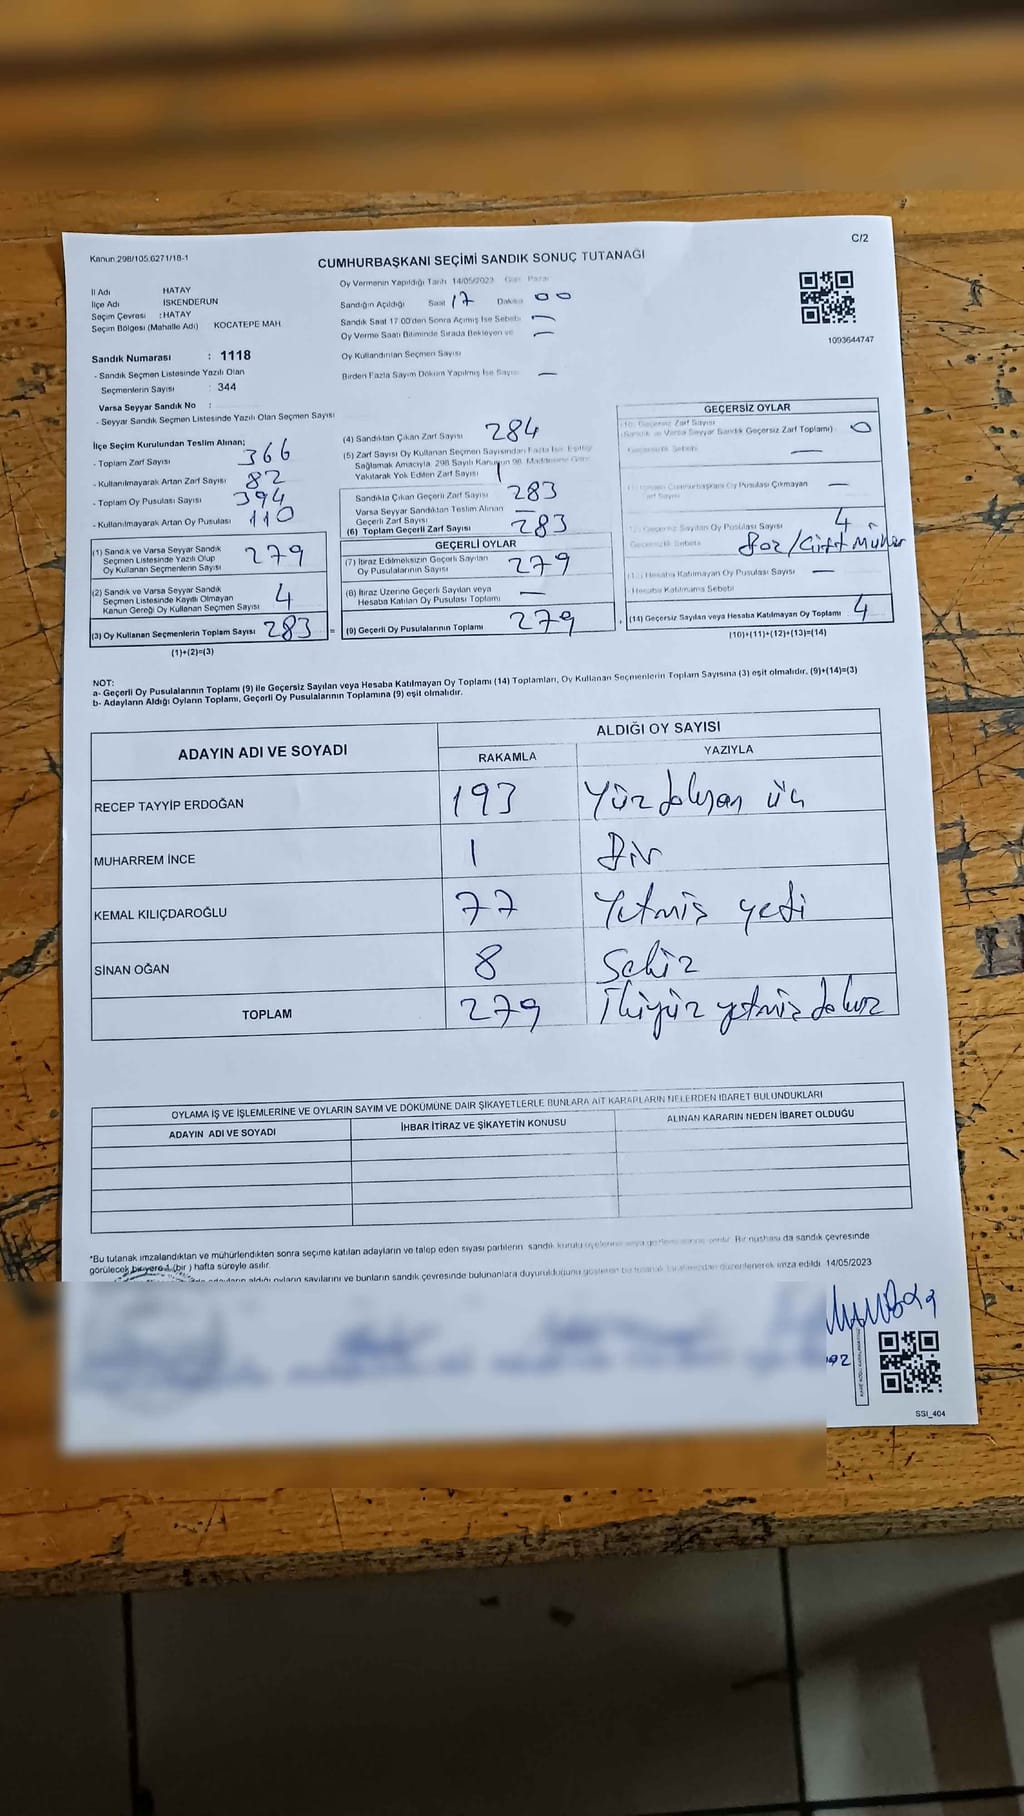 Kanun 298/105.6271/18-1
C/2
CUMHURBAŞKANI SEÇİMİ SANDIK SONUÇ TUTANAĞI
İl Adı HATAY
İlçe Adı İSKENDERUN
Seçim Çevresi : HATAY
Seçim Bölgesi (Mahalle Adı) KOCATEPE MAH
Sandık Numarası : 1118
- Sandık Seçmen Listesinde Yazılı Olan
Seçmenlerin Sayısı : 344
Varsa Seyyar Sandık No :
- Seyyar Sandık Seçmen Listesinde Yazılı Olan Seçmen Sayısı
Oy Vermenin Yapıldığı Tarih 14/05/2023 Gün Pazar
Sandığın Açıldığı Saat 17 Dakika 00
Sandık Saat 17.00'den Sonra Açılmış İse Sebebi —
Oy Verme Saati Bitiminde Sırada Bekleyen ve —
Oy Kullandırılan Seçmen Sayısı
Birden Fazla Sayım Döküm Yapılmış İse Sayısı —
1093644747
İlçe Seçim Kurulundan Teslim Alınan;
- Toplam Zarf Sayısı 366
- Kullanılmayarak Artan Zarf Sayısı 82
- Toplam Oy Pusulası Sayısı 394
- Kullanılmayarak Artan Oy Pusulası 110
(1) Sandık ve Varsa Seyyar Sandık
Seçmen Listesinde Yazılı Olup
Oy Kullanan Seçmenlerin Sayısı 279
(2) Sandık ve Varsa Seyyar Sandık
Seçmen Listesinde Kayıtlı Olmayan
Kanun Gereği Oy Kullanan Seçmen Sayısı 4
(3) Oy Kullanan Seçmenlerin Toplam Sayısı 283 =
(1)+(2)=(3)
(4) Sandıktan Çıkan Zarf Sayısı 284
(5) Zarf Sayısı Oy Kullanan Seçmen Sayısından Fazla İse Eşitliği
Sağlamak Amacıyla 298 Sayılı Kanunun 98. Maddesine Göre
Yakılarak Yok Edilen Zarf Sayısı 1
Sandıkta Çıkan Geçerli Zarf Sayısı 283
Varsa Seyyar Sandıktan Teslim Alınan
Geçerli Zarf Sayısı —
(6) Toplam Geçerli Zarf Sayısı 283
GEÇERLİ OYLAR
(7) İtiraz Edilmeksizin Geçerli Sayılan
Oy Pusulalarının Sayısı 279
(8) İtiraz Üzerine Geçerli Sayılan veya
Hesaba Katılan Oy Pusulası Toplamı —
(9) Geçerli Oy Pusulalarının Toplamı 279
GEÇERSİZ OYLAR
(10) Geçersiz Zarf Sayısı
(Sandık ve Varsa Seyyar Sandık Geçersiz Zarf Toplamı) 0
Geçersizlik Sebebi —
Cumhurbaşkanı Oy Pusulası Çıkmayan
Zarf Sayısı —
Geçersiz Sayılan Oy Pusulası Sayısı 4
Geçersizlik Sebebi Boz/Çift Mühür
Hesaba Katılmayan Oy Pusulası Sayısı —
Hesaba Katılmama Sebebi
(14) Geçersiz Sayılan veya Hesaba Katılmayan Oy Toplamı 4
(10)+(11)+(12)+(13)=(14)
NOT:
a- Geçerli Oy Pusulalarının Toplamı (9) ile Geçersiz Sayılan veya Hesaba Katılmayan Oy Toplamı (14) Toplamları, Oy Kullanan Seçmenlerin Toplam Sayısına (3) eşit olmalıdır. (9)+(14)=(3)
b- Adayların Aldığı Oyların Toplamı, Geçerli Oy Pusulalarının Toplamına (9) eşit olmalıdır.
ADAYIN ADI VE SOYADI
ALDIĞI OY SAYISI
RAKAMLA YAZIYLA
RECEP TAYYİP ERDOĞAN 193 Yüz doksan üç
MUHARREM İNCE 1 Bir
KEMAL KILIÇDAROĞLU 77 Yetmiş yedi
SİNAN OĞAN 8 Sekiz
TOPLAM 279 İkiyüz yetmiş dokuz
OYLAMA İŞ VE İŞLEMLERİNE VE OYLARIN SAYIM VE DÖKÜMÜNE DAİR ŞİKAYETLERLE BUNLARA AİT KARARLARIN NELERDEN İBARET BULUNDUKLARI
ADAYIN ADI VE SOYADI İHBAR İTİRAZ VE ŞİKAYETİN KONUSU ALINAN KARARIN NEDEN İBARET OLDUĞU
*Bu tutanak imzalandıktan ve mühürlendikten sonra seçime katılan adayların ve talep eden siyasi partilerin sandık kurulu üyelerine veya gözlemcilerine verilir. Bir nüshası da sandık çevresinde
görülecek bir yere 1 (bir) hafta süreyle asılır.
aldığı oyların sayılarını ve bunların sandık çevresinde bulunanlara duyurulduğunu gösteren bu tutanak tarafımızdan düzenlenerek imza edildi 14/05/2023
92
SSI_404